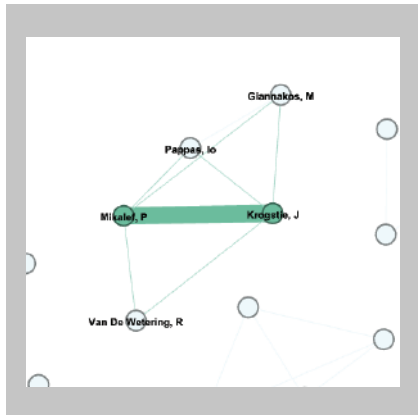 Giannakos, M
Pappas, Io
Mikalef, P
Krogstie, J
Van De Wetering, R